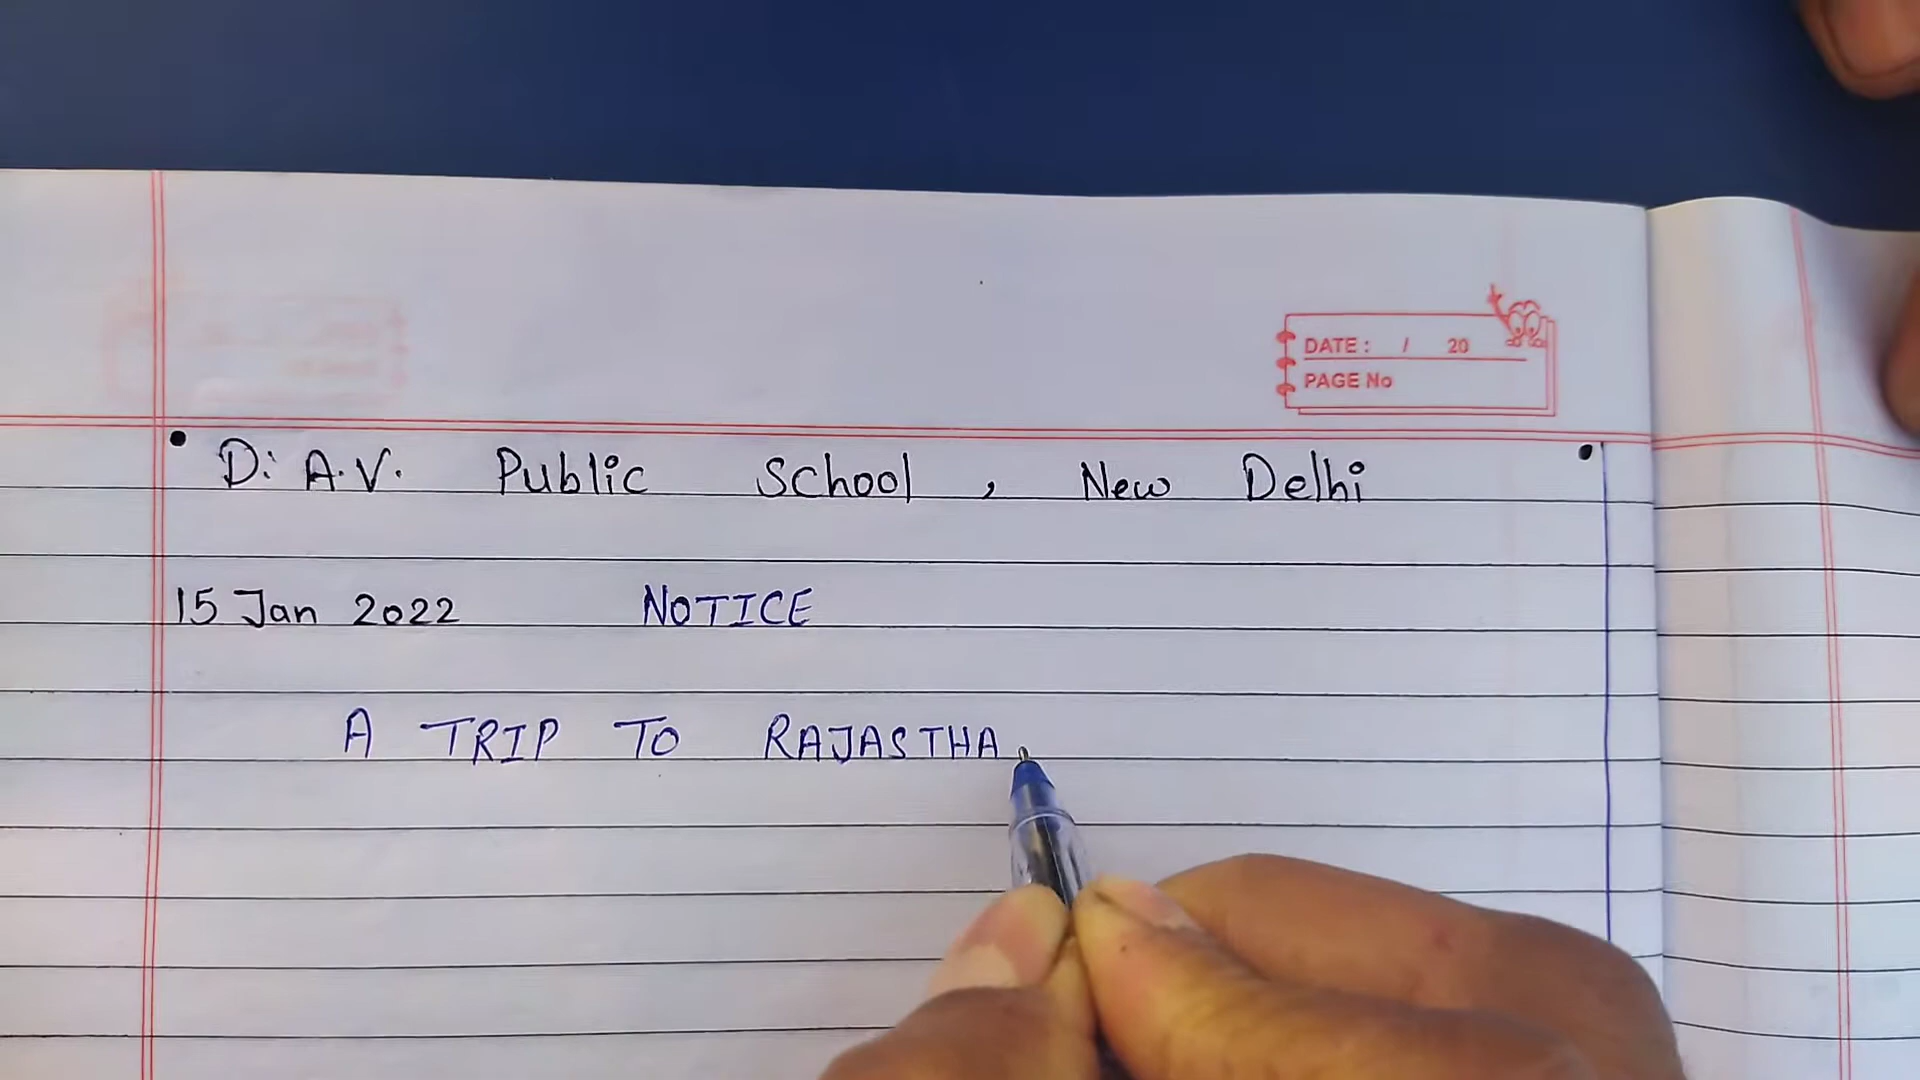 DATE : / 20
PAGE No
D. A.V. Public School, New Delhi
15 Jan 2022 NOTICE
A TRIP TO RAJASTHA